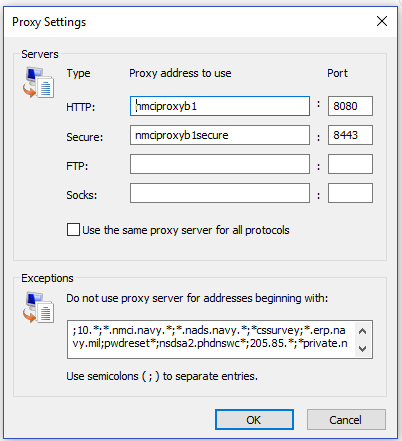 Proxy Settings
Servers
Type Proxy address to use Port
HTTP: nmciproxyb1 : 8080
Secure: nmciproxyb1secure : 8443
FTP: :
Socks: :
Use the same proxy server for all protocols
Exceptions
Do not use proxy server for addresses beginning with:
;10.*;*.nmci.navy.*;*.nads.navy.*;*cssurvey;*.erp.na
vy.mil;pwdreset*;nsdsa2.phdnswc*;205.85.*;*private.n
Use semicolons ( ; ) to separate entries.
OK Cancel